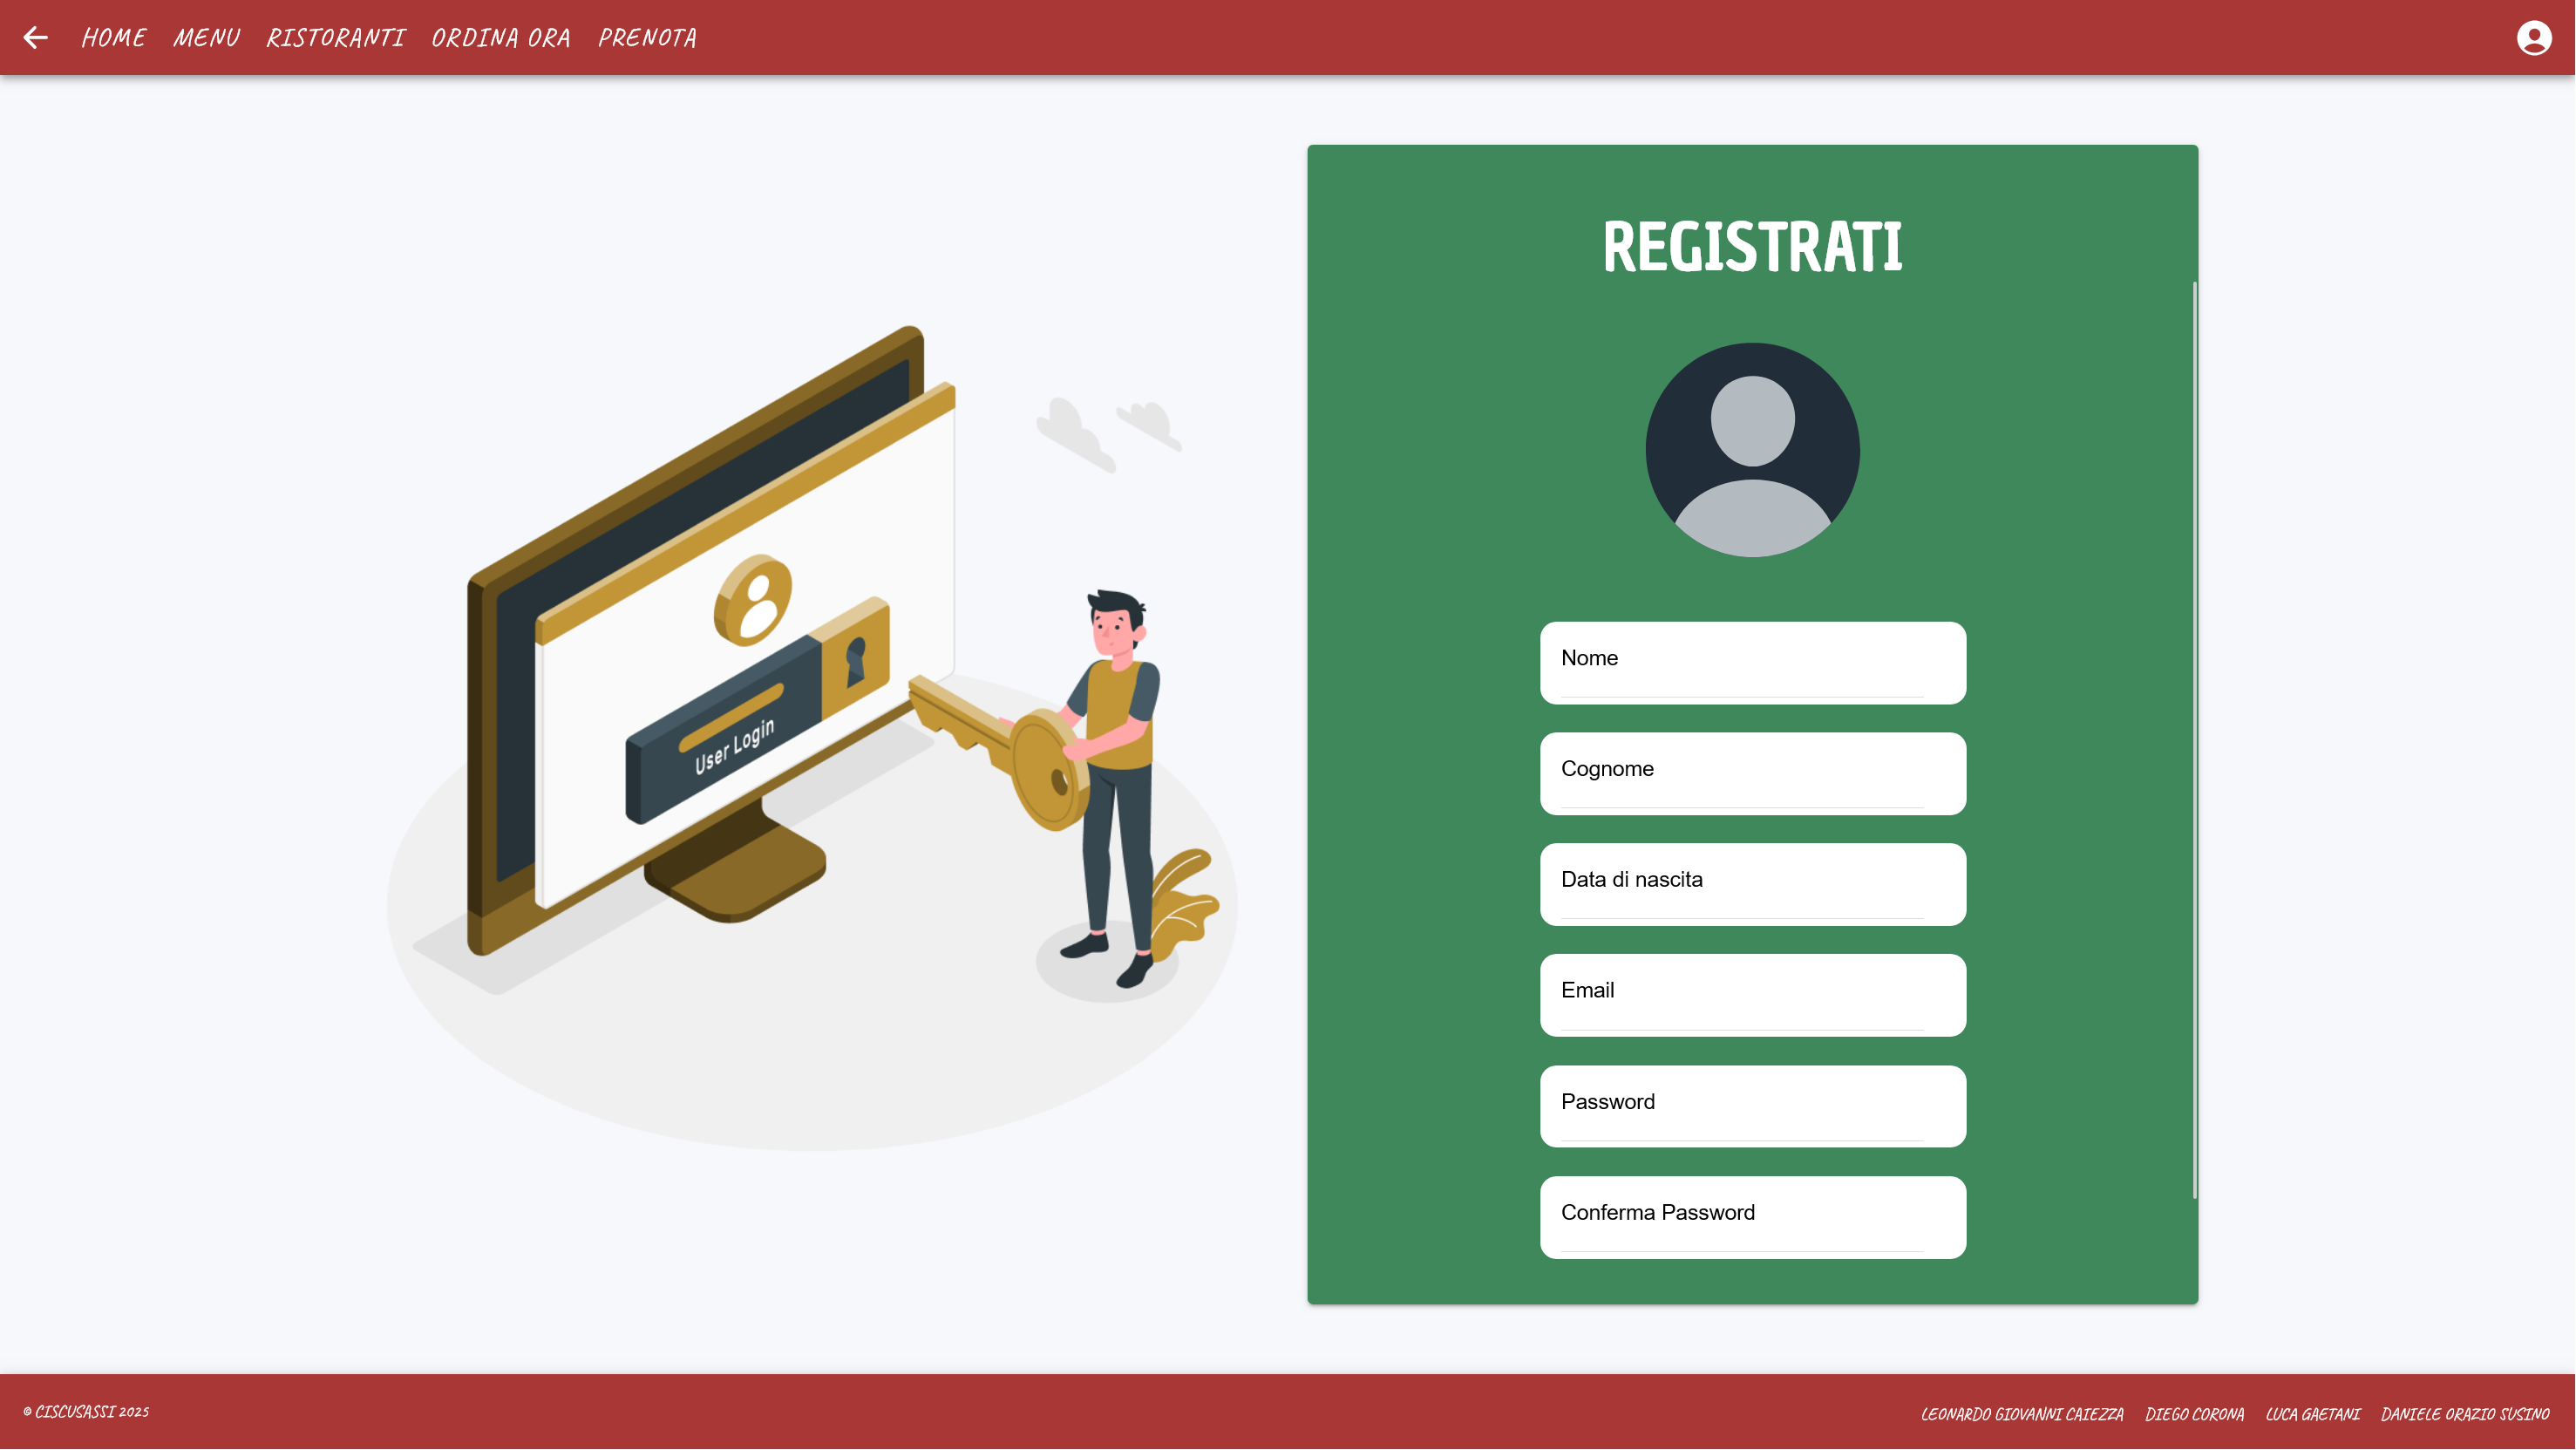 HOME MENU RISTORANTI ORDINA ORA PRENOTA
REGISTRATI
User Login
Nome
Cognome
Data di nascita
Email
Password
Conferma Password
© CISCUSASSI 2025
LEONARDO GIOVANNI CAIEZZA DIEGO CORONA LUCA GAETANI DANIELE ORAZIO SUSINO